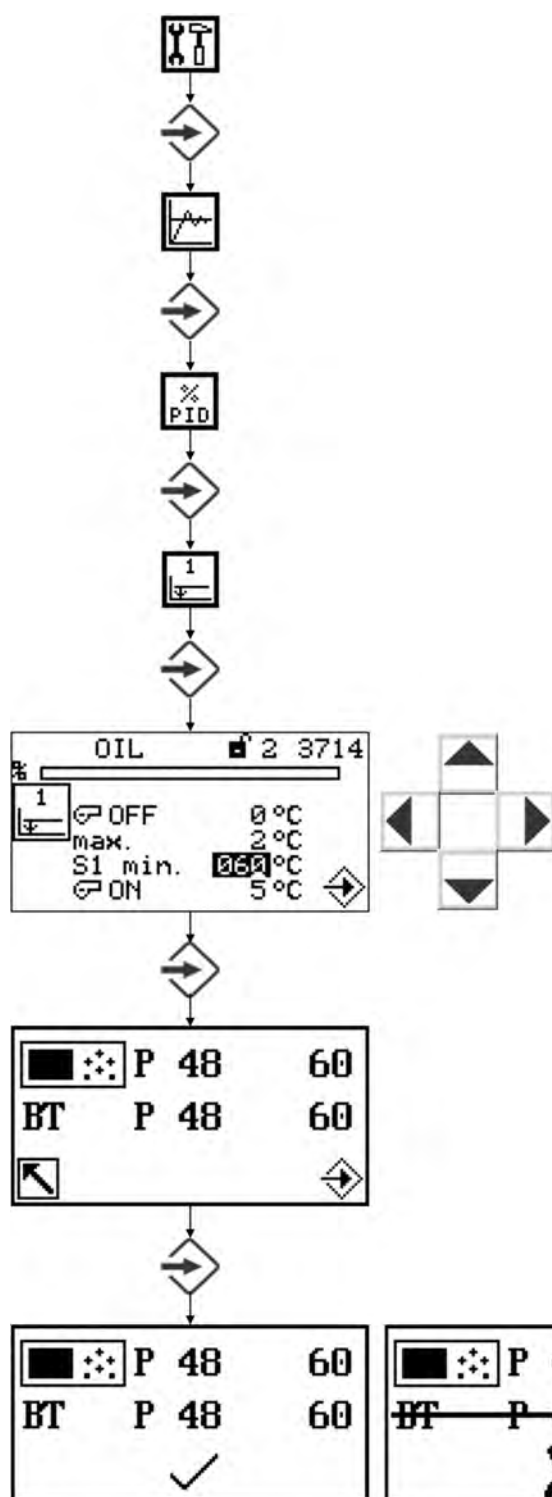 %
PID
1
OIL 2 3714
%
1
OFF 0 °C
max. 2 °C
S1 min. 060 °C
ON 5 °C
P 48 60
BT P 48 60
P 48 60
BT P 48 60
P
BT P